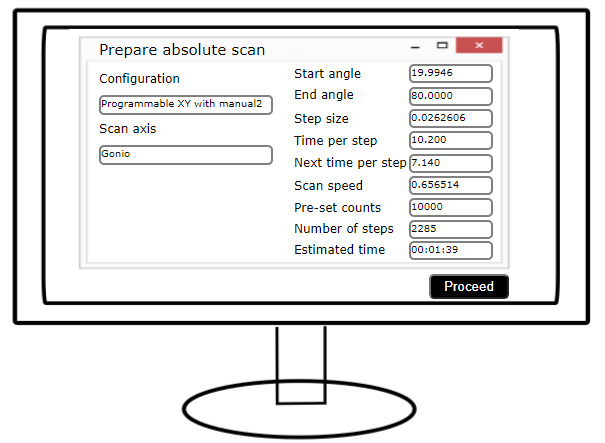 Prepare absolute scan
Configuration
Programmable XY with manual2
Scan axis
Gonio
Start angle 19.9946
End angle 80.0000
Step size 0.0262606
Time per step 10.200
Next time per step 7.140
Scan speed 0.656514
Pre-set counts 10000
Number of steps 2285
Estimated time 00:01:39
Proceed